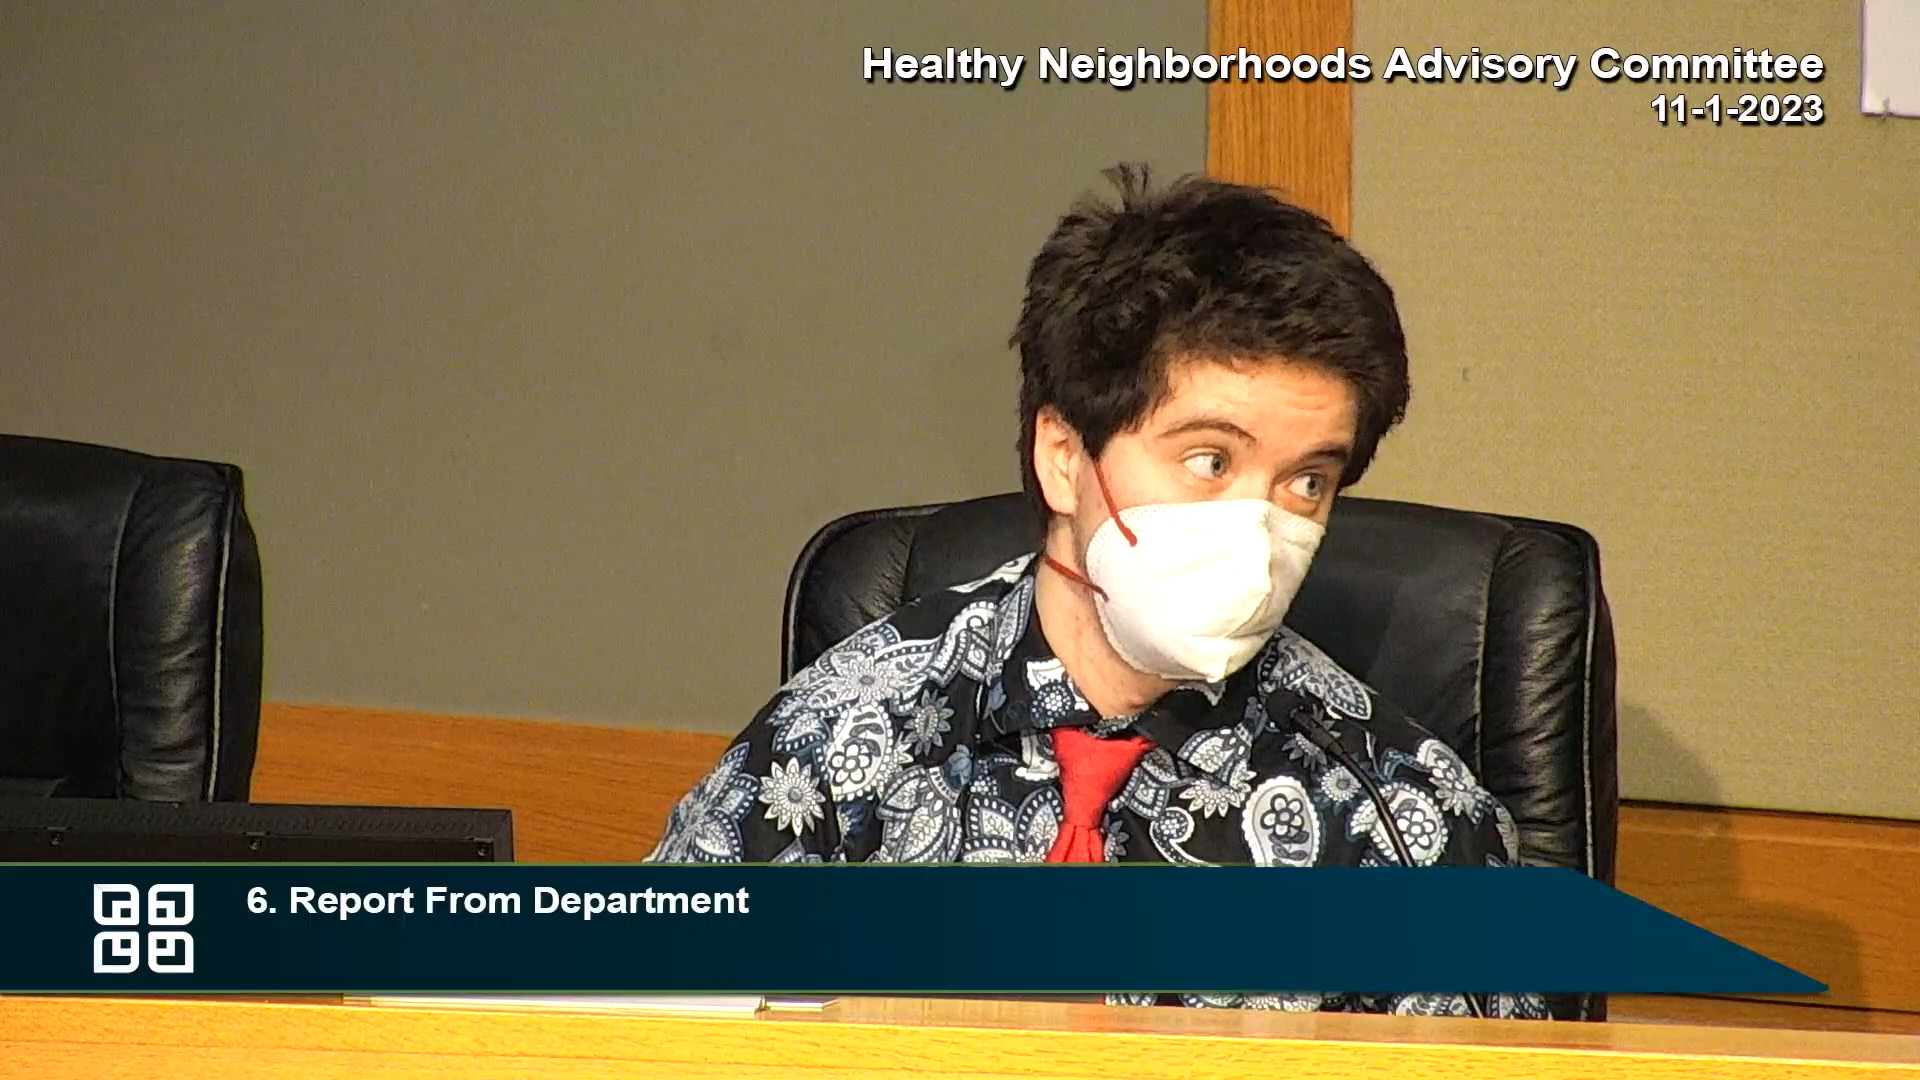 Healthy Neighborhoods Advisory Committee
11-1-2023
6. Report From Department